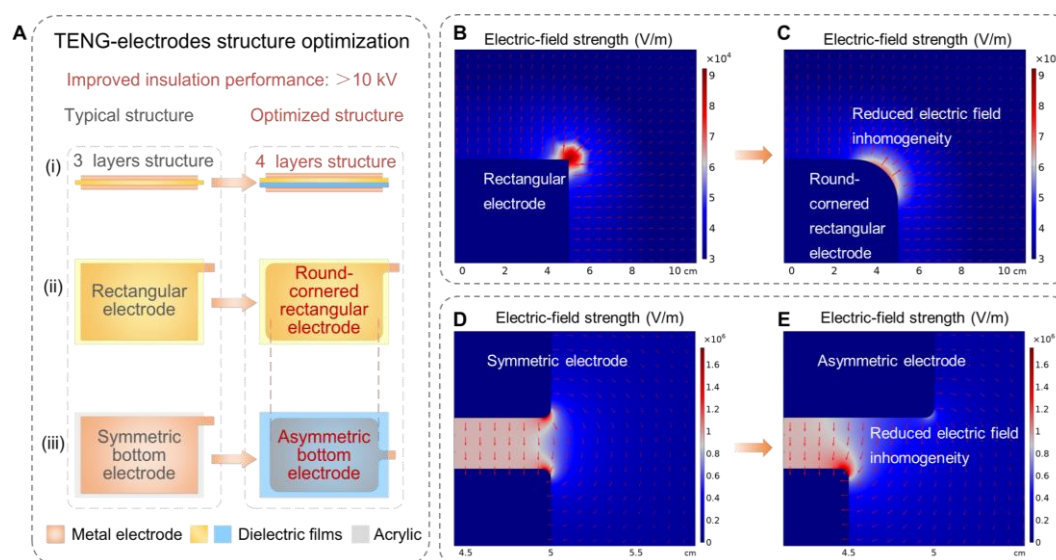 A
TENG-electrodes structure optimization
Improved insulation performance: >10 kV
Typical structure
Optimized structure
(i)
3 layers structure
4 layers structure
(ii)
Rectangular
electrode
Round-
cornered
rectangular
electrode
(iii)
Symmetric
bottom
electrode
Asymmetric
bottom
electrode
Metal electrode
Dielectric films
Acrylic
B
Electric-field strength (V/m)
×10⁴
9
8
7
6
5
4
3
Rectangular
electrode
0 2 4 6 8 10 cm
C
Electric-field strength (V/m)
×10
9
8
7
6
5
4
3
Reduced electric field
inhomogeneity
Round-
cornered
rectangular
electrode
0 2 4 6 8 10 cm
D
Electric-field strength (V/m)
×10⁶
1.6
1.4
1.2
1
0.8
0.6
0.4
0.2
0
Symmetric electrode
4.5 5 5.5 cm
E
Electric-field strength (V/m)
×10⁶
1.6
1.4
1.2
1
0.8
0.6
0.4
0.2
0
Asymmetric electrode
Reduced electric field
inhomogeneity
4.5 5 cm